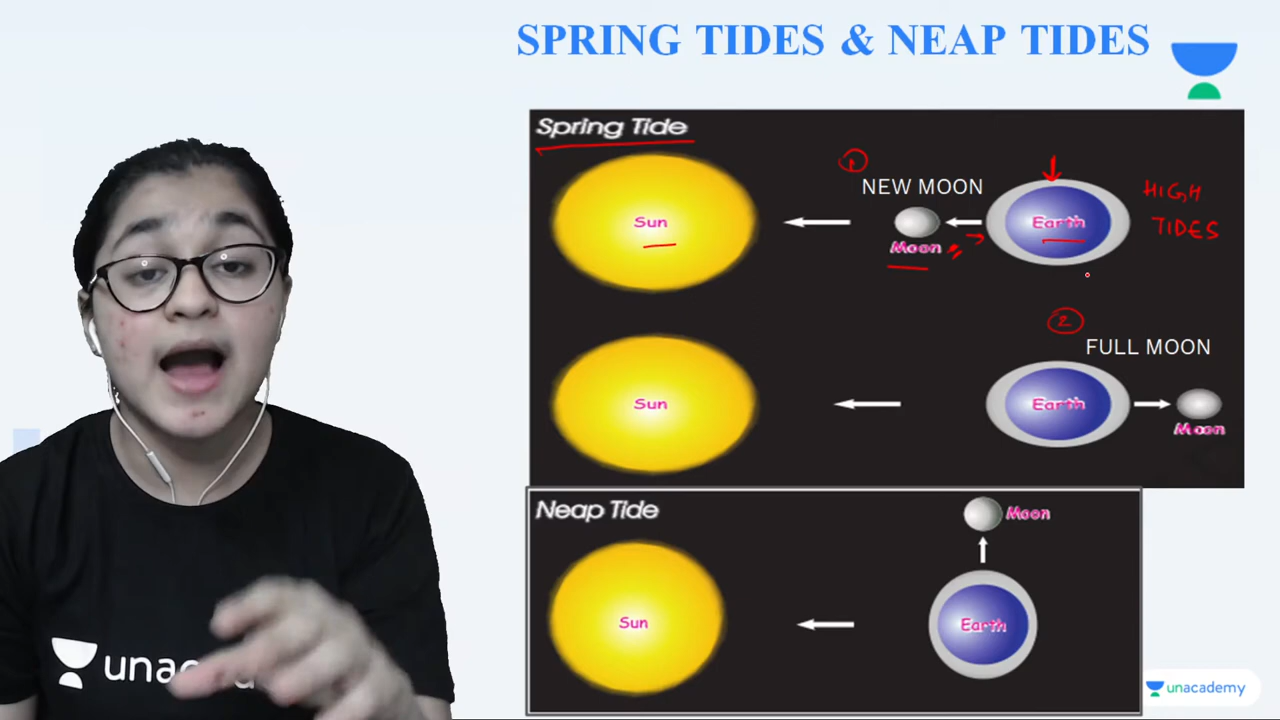 SPRING TIDES & NEAP TIDES
Spring Tide
1
NEW MOON
Sun
Moon
Earth
HIGH
TIDES
2
FULL MOON
Sun
Earth
Moon
Neap Tide
Moon
Sun
Earth
unacademy